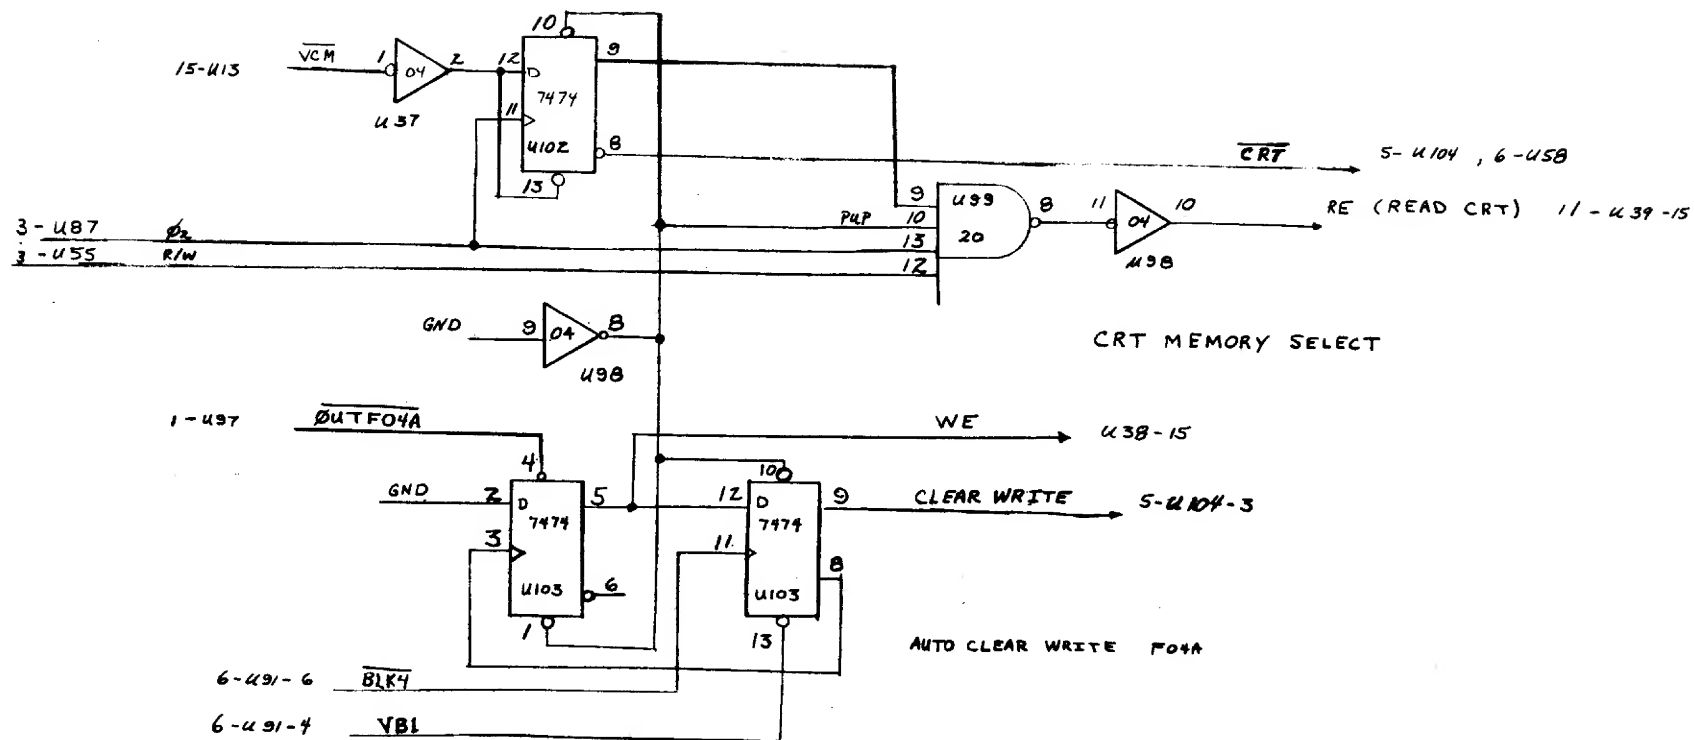 10
9
VCM
15-U13
1
04
2
12
D
7474
11
U37
U102
8
CRT
5-U104 , 6-U58
13
9
U99
8
11
10
RE (READ CRT) 11-U39-15
3-U87
Ø2
PUP
10
20
04
3-U55
R/W
13
12
U98
GND
9
04
8
CRT MEMORY SELECT
U98
1-U97
ØUTF04A
WE
U38-15
4
10
GND
2
D
5
12
D
9
CLEAR WRITE
5-U104-3
7474
7474
3
11
8
U103
6
U103
1
13
AUTO CLEAR WRITE F04A
6-U91-6
BLK4
6-U91-4
VB1